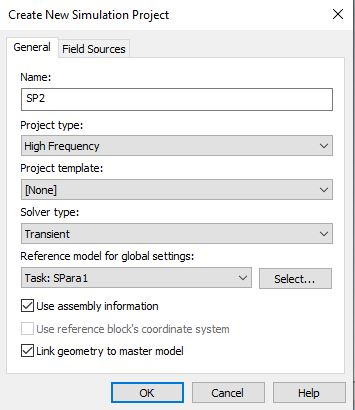 Create New Simulation Project
General
Field Sources
Name:
SP2
Project type:
High Frequency
Project template:
[None]
Solver type:
Transient
Reference model for global settings:
Task: SPara1
Select...
Use assembly information
Use reference block's coordinate system
Link geometry to master model
OK
Cancel
Help